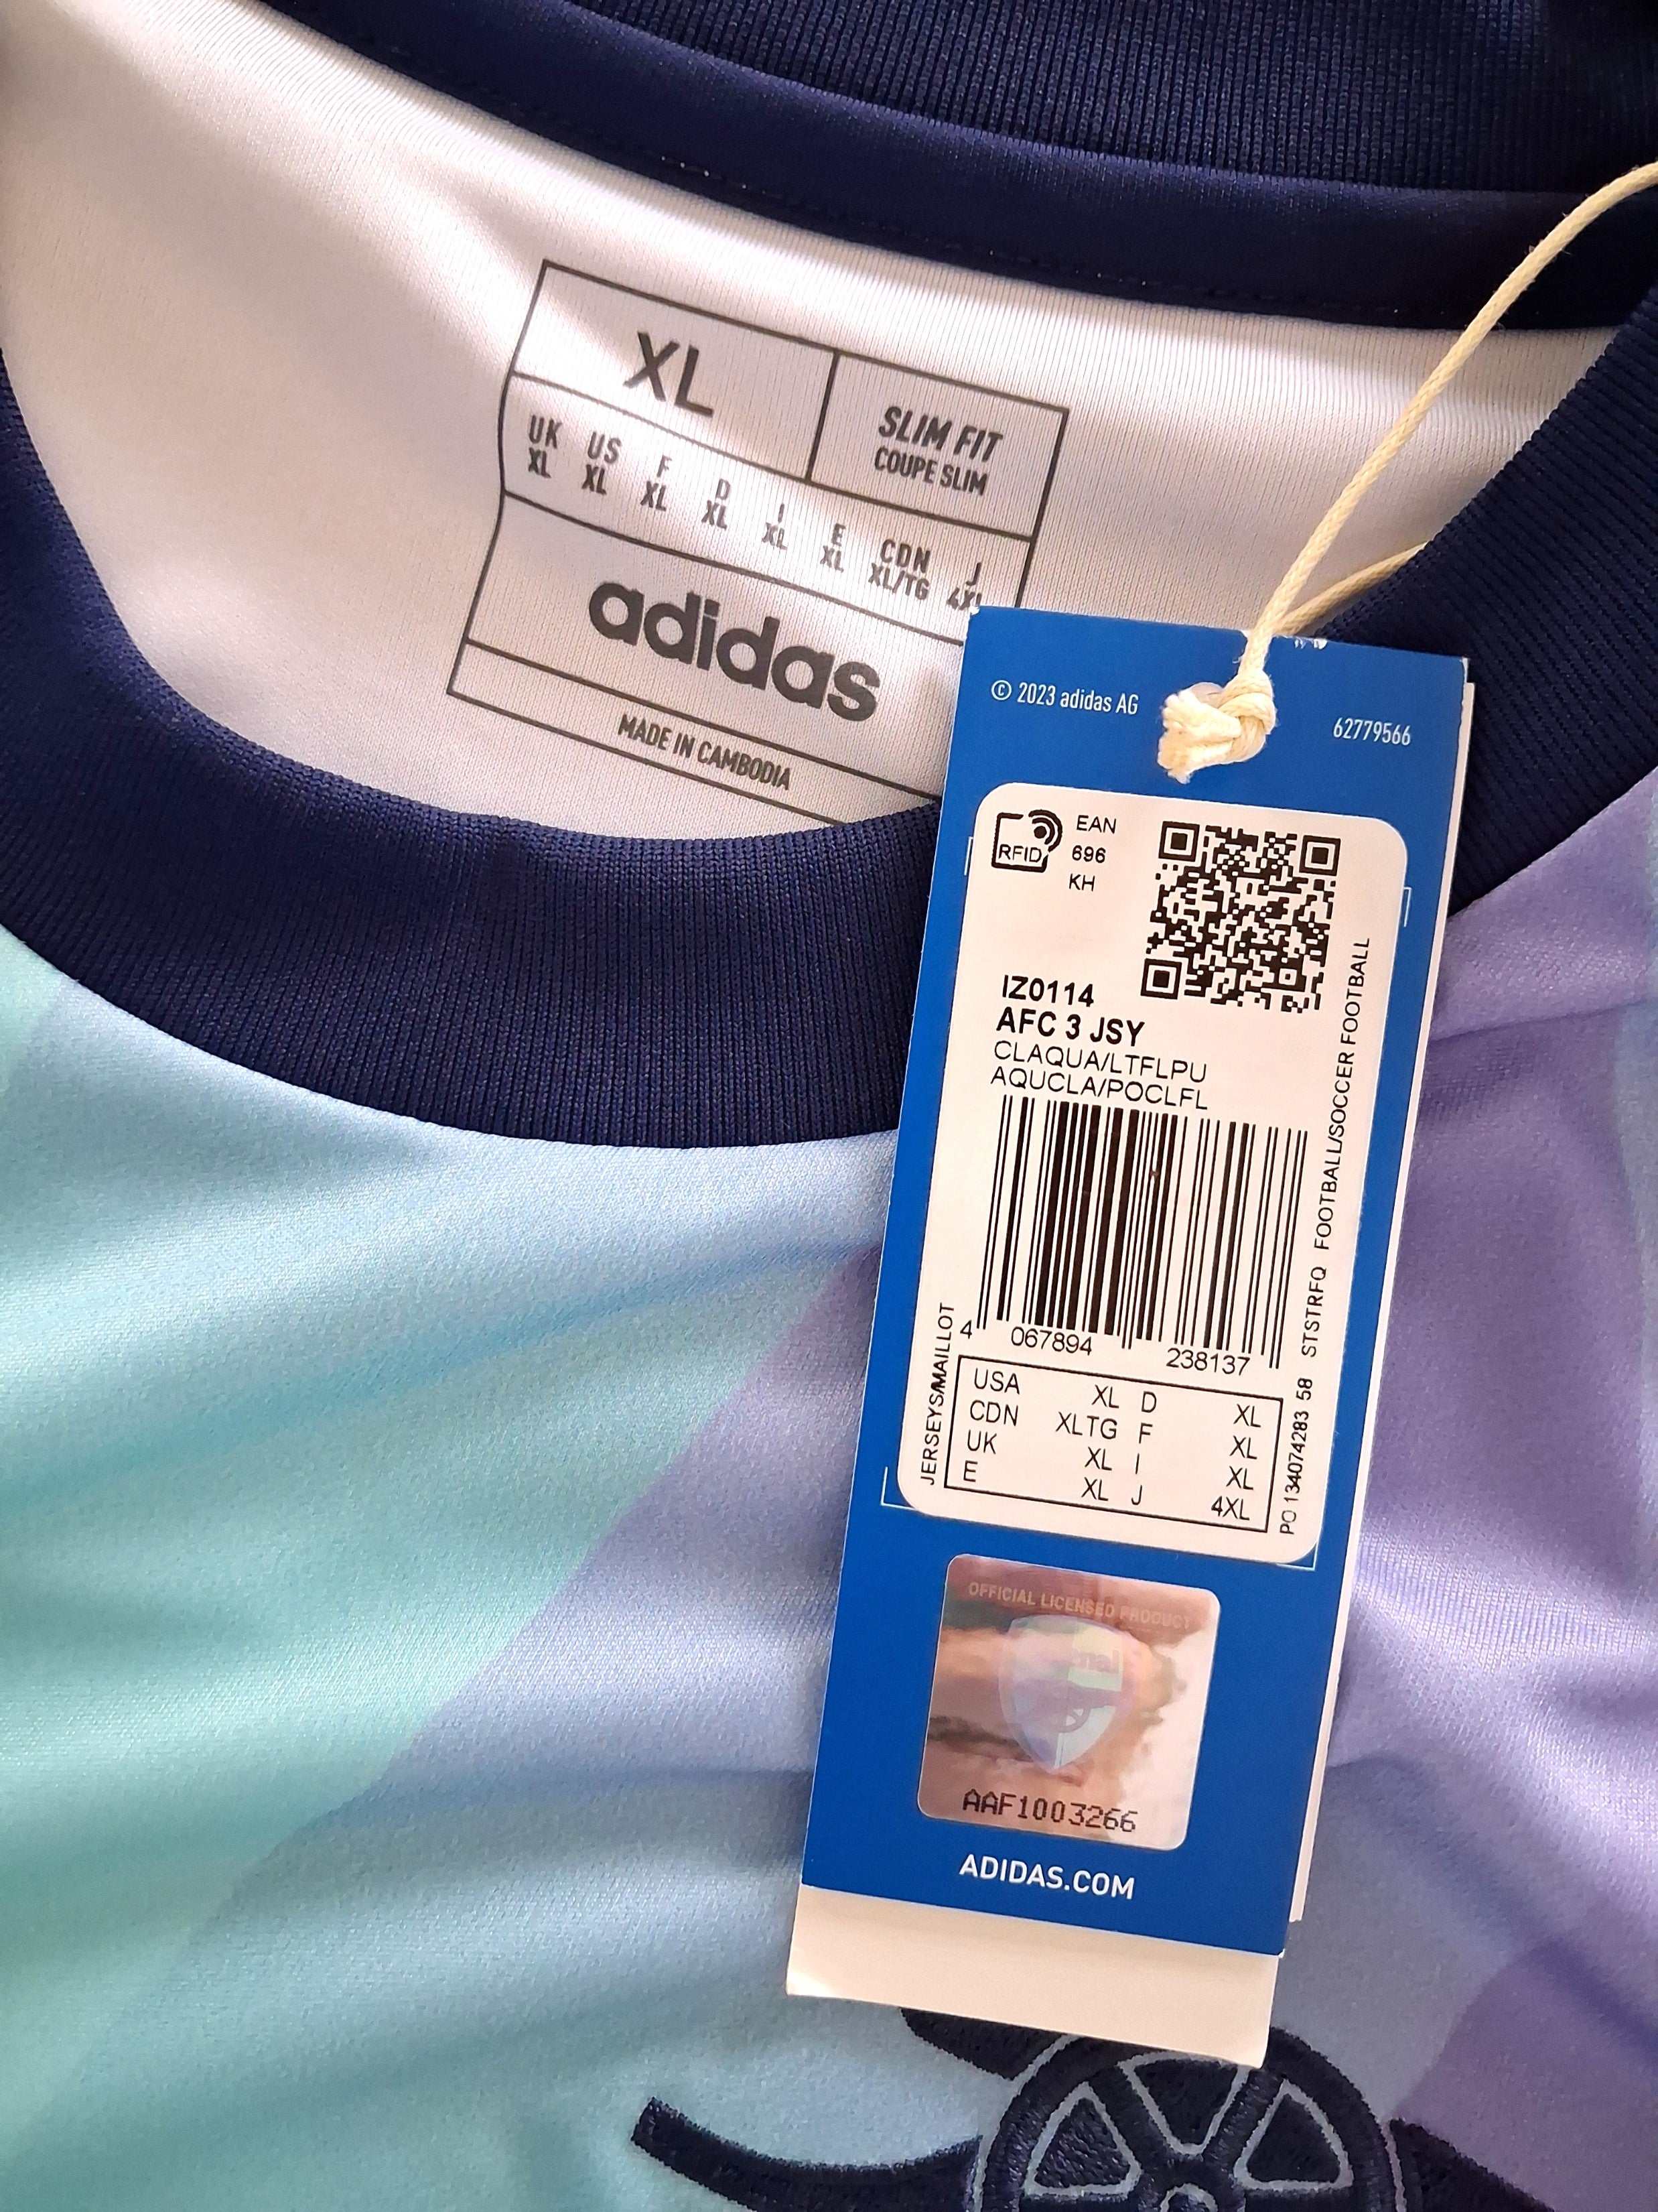 XL
SLIM FIT
COUPE SLIM
UK US F D I E CDN J
XL XL XL XL XL XL XL/TG 4XL
adidas
MADE IN CAMBODIA
© 2023 adidas AG
62779566
RFID
EAN
696
KH
IZ0114
AFC 3 JSY
CLAQUA/LTFLPU
AQUCLA/POCLFL
4 067894 238137
JERSEYS/MAILLOT
STSTRFQ FOOTBALL/SOCCER FOOTBALL
PO 134074283 58
USA XL D XL
CDN XLTG F XL
UK XL I XL
E XL J 4XL
OFFICIAL LICENSED PRODUCT
AAF1003266
ADIDAS.COM